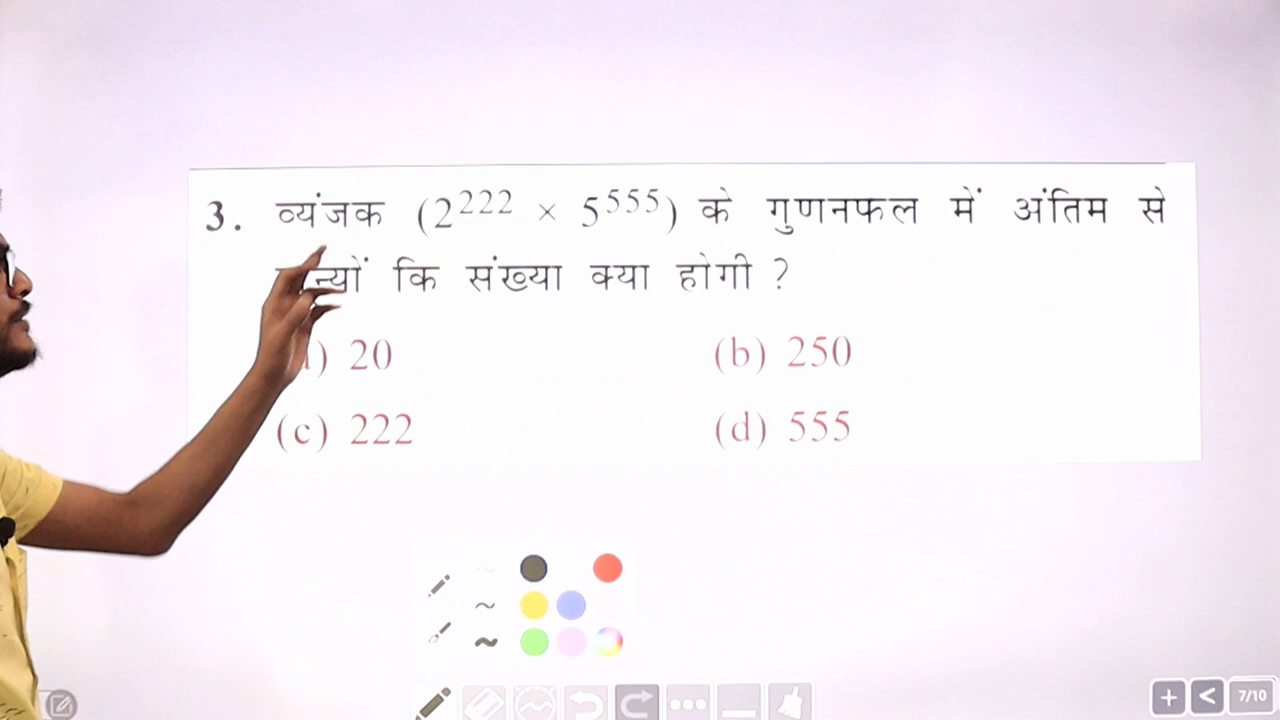 3. व्यंजक (2²²² × 5⁵⁵⁵) के गुणनफल में अंतिम से
कि संख्या क्या होगी ?
) 20 (b) 250
(c) 222 (d) 555
7/10